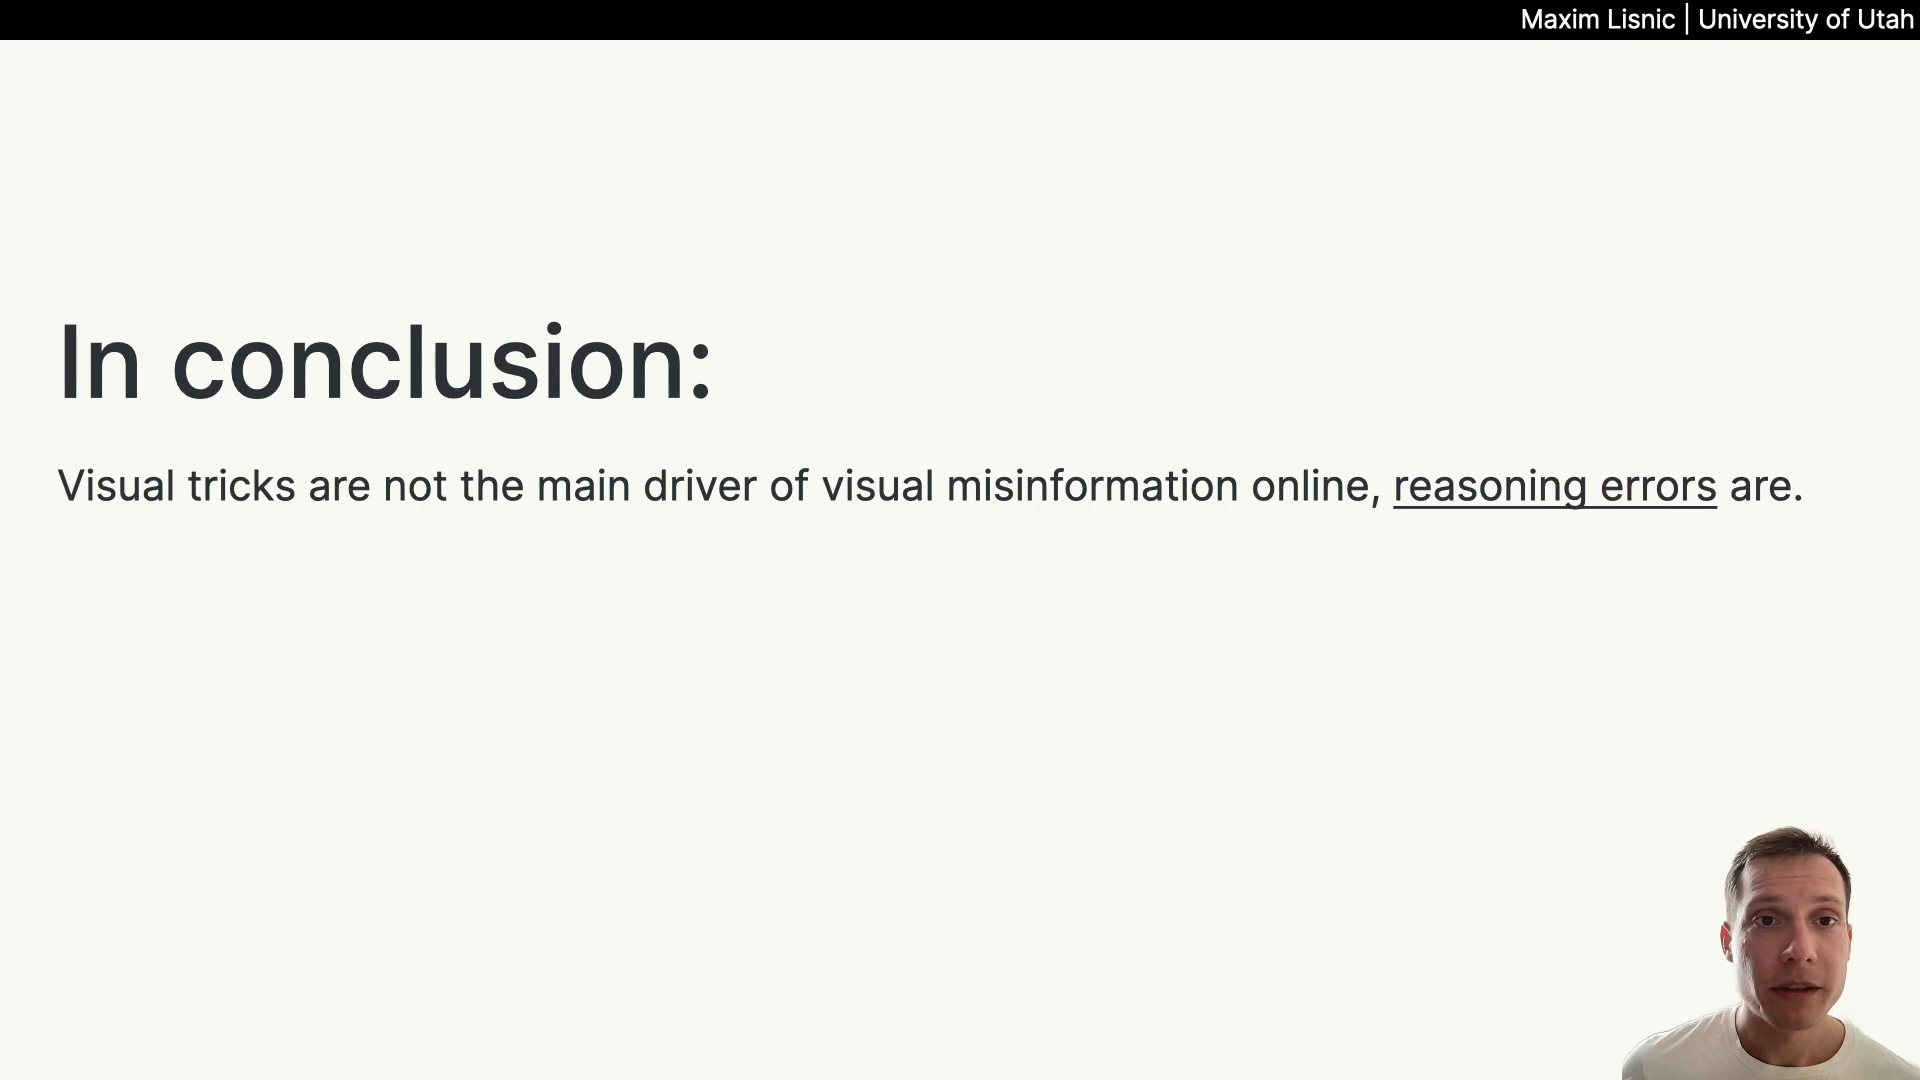 Maxim Lisnic | University of Utah
In conclusion:
Visual tricks are not the main driver of visual misinformation online, reasoning errors are.